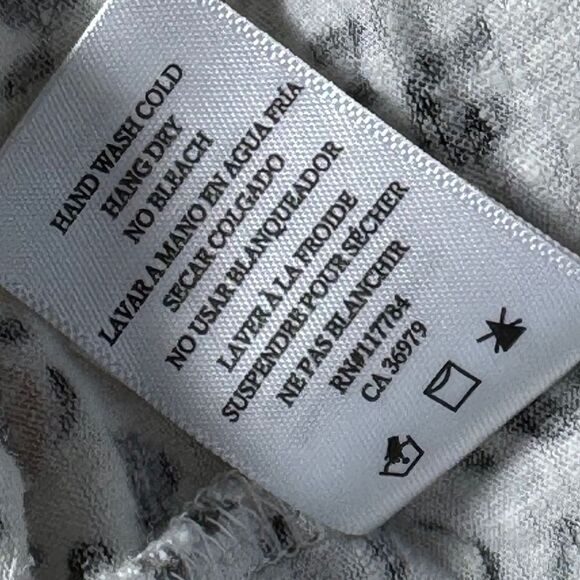 HAND WASH COLD
HANG DRY
NO BLEACH
LAVAR A MANO EN AGUA FRÍA
SECAR COLGADO
NO USAR BLANQUEADOR
LAVER À LA FROIDE
SUSPENDRE POUR SÉCHER
NE PAS BLANCHIR
RN#117784
CA 36979